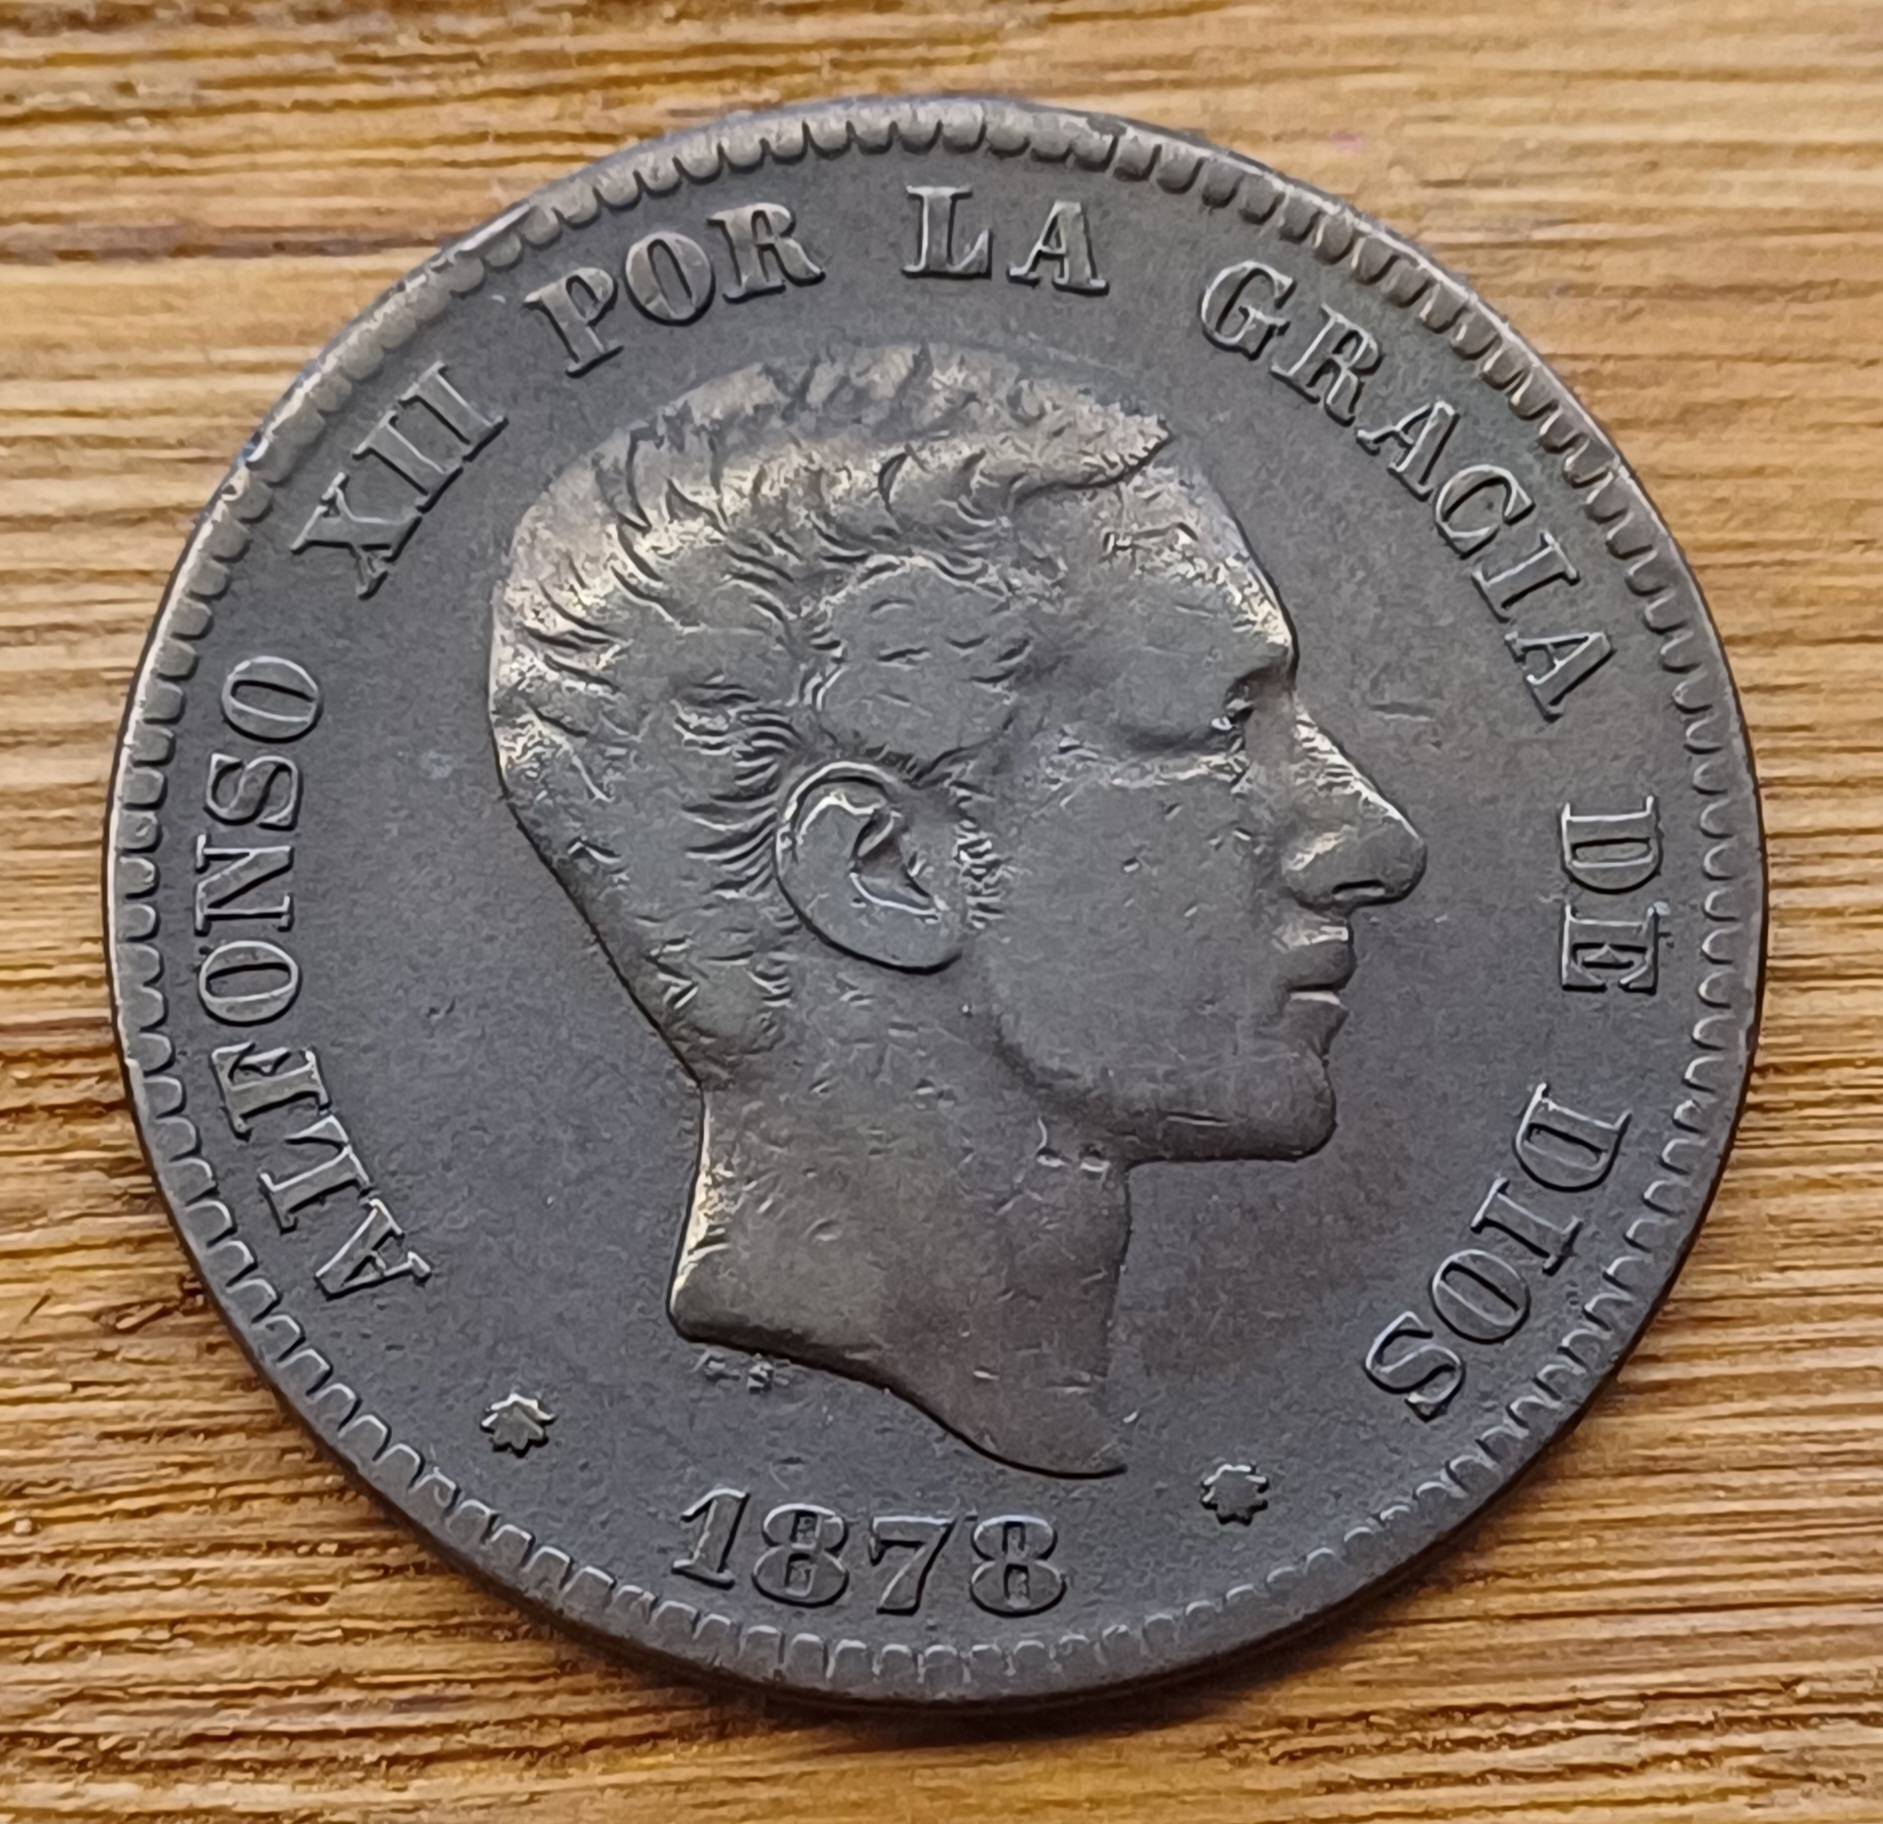 ALFONSO XII POR LA GRACIA DE DIOS
1878